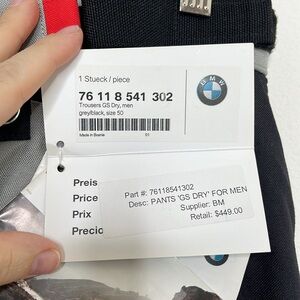 1 Stueck / piece
76 11 8 541 302
Trousers GS Dry, men
grey/black, size 50
Made in Bosnia
01
BMW
Preis
Price
Prix
Precio
Part #: 76118541302
Desc: PANTS 'GS DRY' FOR MEN
Supplier: BM
Retail: $449.00